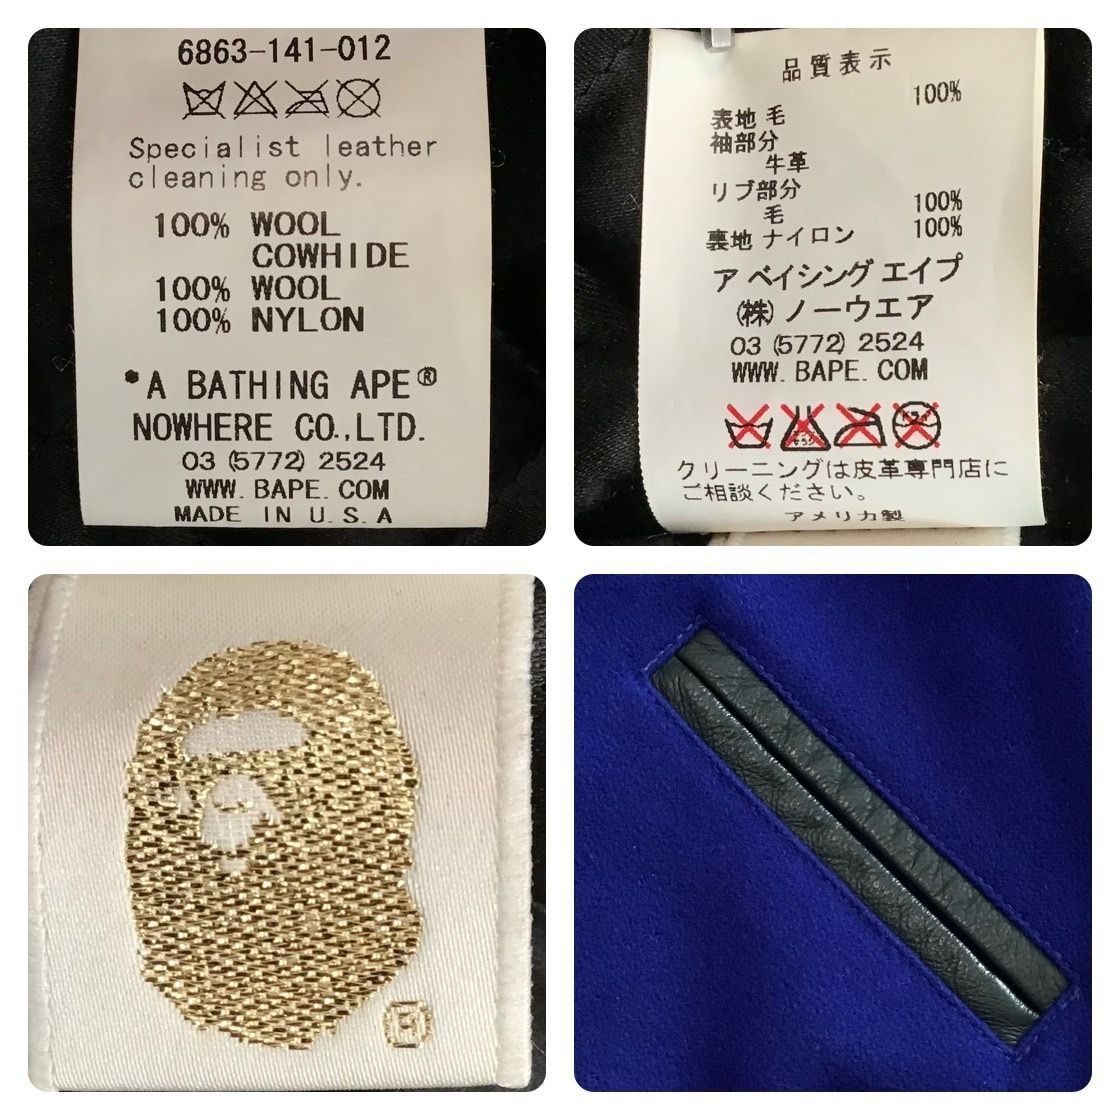 6863-141-012
Specialist leather
cleaning only.
100% WOOL
COWHIDE
100% WOOL
100% NYLON
*A BATHING APE®
NOWHERE CO.,LTD.
03 (5772) 2524
WWW.BAPE.COM
MADE IN U.S.A
品質表示
100%
表地 毛
袖部分
牛革
リブ部分
毛 100%
裏地 ナイロン 100%
ア ベイシング エイプ
(株) ノーウエア
03 (5772) 2524
WWW.BAPE.COM
クリーニングは皮革専門店に
ご相談ください。
アメリカ製